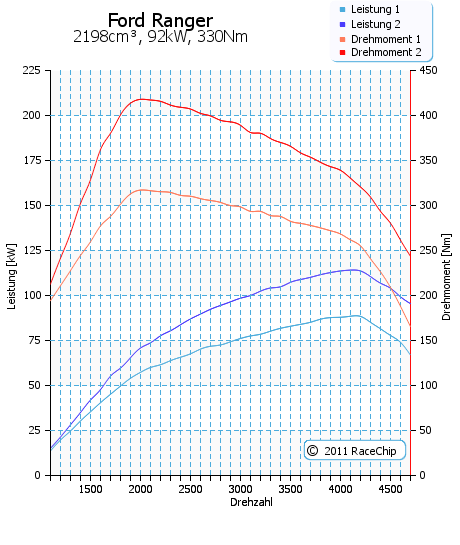 Ford Ranger
2198cm³, 92kW, 330Nm
Leistung 1
Leistung 2
Drehmoment 1
Drehmoment 2
225
200
175
150
125
100
75
50
25
0
Leistung [kW]
450
400
350
300
250
200
150
100
50
0
Drehmoment [Nm]
© 2011 RaceChip
1500 2000 2500 3000 3500 4000 4500
Drehzahl